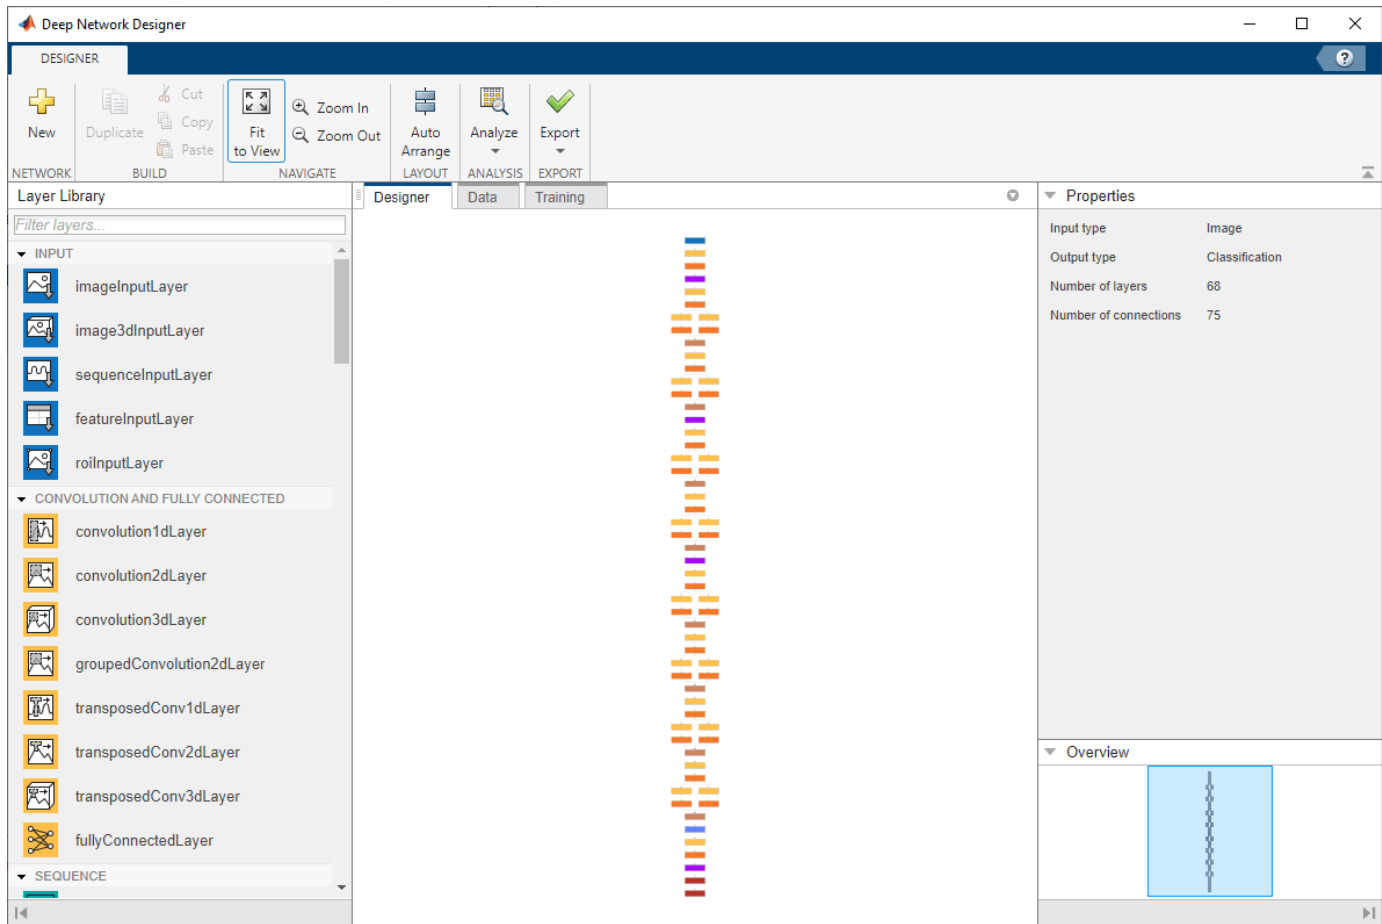 Deep Network Designer
DESIGNER
?
New
Duplicate
Cut
Copy
Paste
Fit
to View
Zoom In
Zoom Out
Auto
Arrange
Analyze
Export
NETWORK
BUILD
NAVIGATE
LAYOUT
ANALYSIS
EXPORT
Layer Library
Filter layers...
INPUT
imageInputLayer
image3dInputLayer
sequenceInputLayer
featureInputLayer
roiInputLayer
CONVOLUTION AND FULLY CONNECTED
convolution1dLayer
convolution2dLayer
convolution3dLayer
groupedConvolution2dLayer
transposedConv1dLayer
transposedConv2dLayer
transposedConv3dLayer
fullyConnectedLayer
SEQUENCE
Designer
Data
Training
Properties
Input type Image
Output type Classification
Number of layers 68
Number of connections 75
Overview